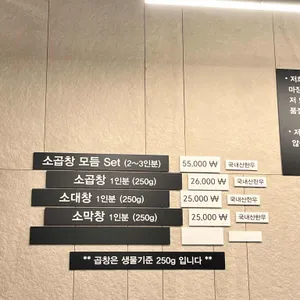 소곱창 모듬 Set (2~3인분) 55,000 ₩ 국내산한우
소곱창 1인분 (250g) 26,000 ₩ 국내산한우
소대창 1인분 (250g) 25,000 ₩ 국내산한우
소막창 1인분 (250g) 25,000 ₩ 국내산한우
** 곱창은 생물기준 250g 입니다 **